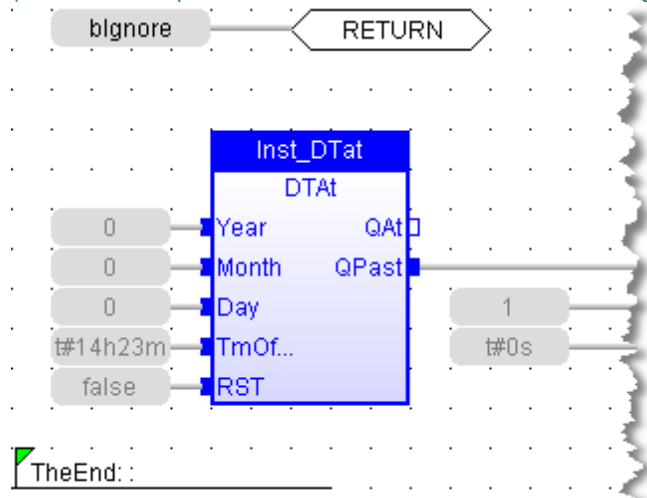 bIgnore RETURN
Inst_DTat
DTAt
0 Year QAt
0 Month QPast
0 Day 1
t#14h23m TmOf... t#0s
false RST
TheEnd: :